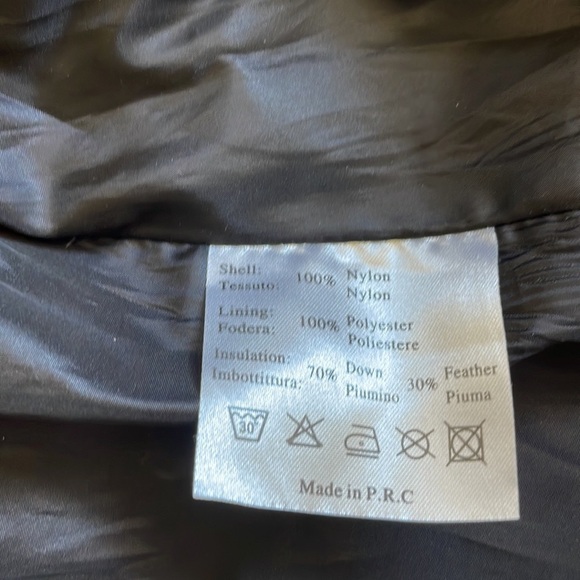 Shell: 100% Nylon
Tessuto: Nylon
Lining: 100% Polyester
Fodera: Poliestere
Insulation: 70% Down 30% Feather
Imbottittura: Piumino Piuma
30°
Made in P.R.C